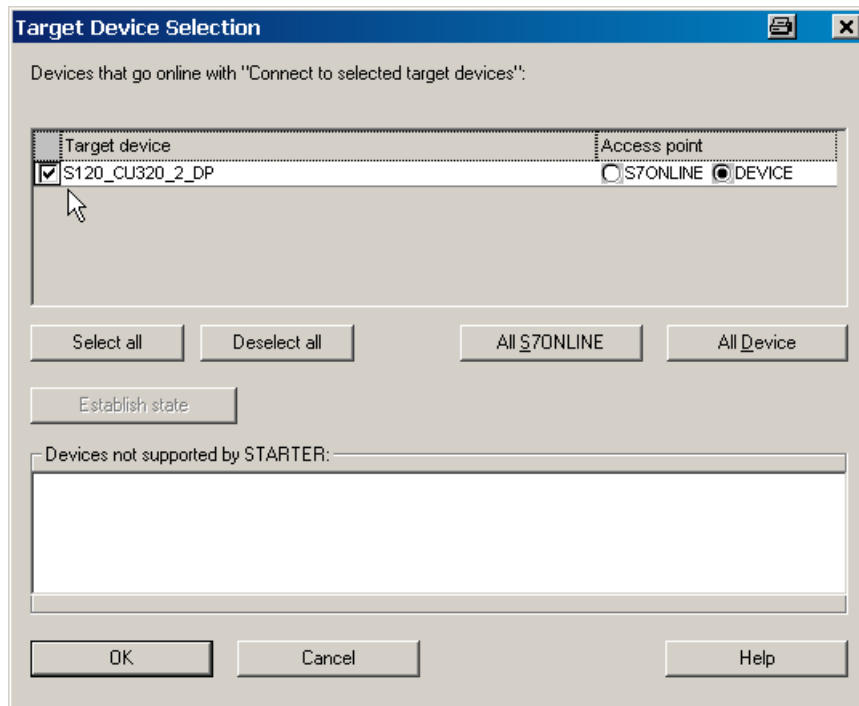 Target Device Selection
Devices that go online with "Connect to selected target devices":
Target device Access point
S120_CU320_2_DP S7ONLINE DEVICE
Select all Deselect all All S7ONLINE All Device
Establish state
Devices not supported by STARTER:
OK Cancel Help